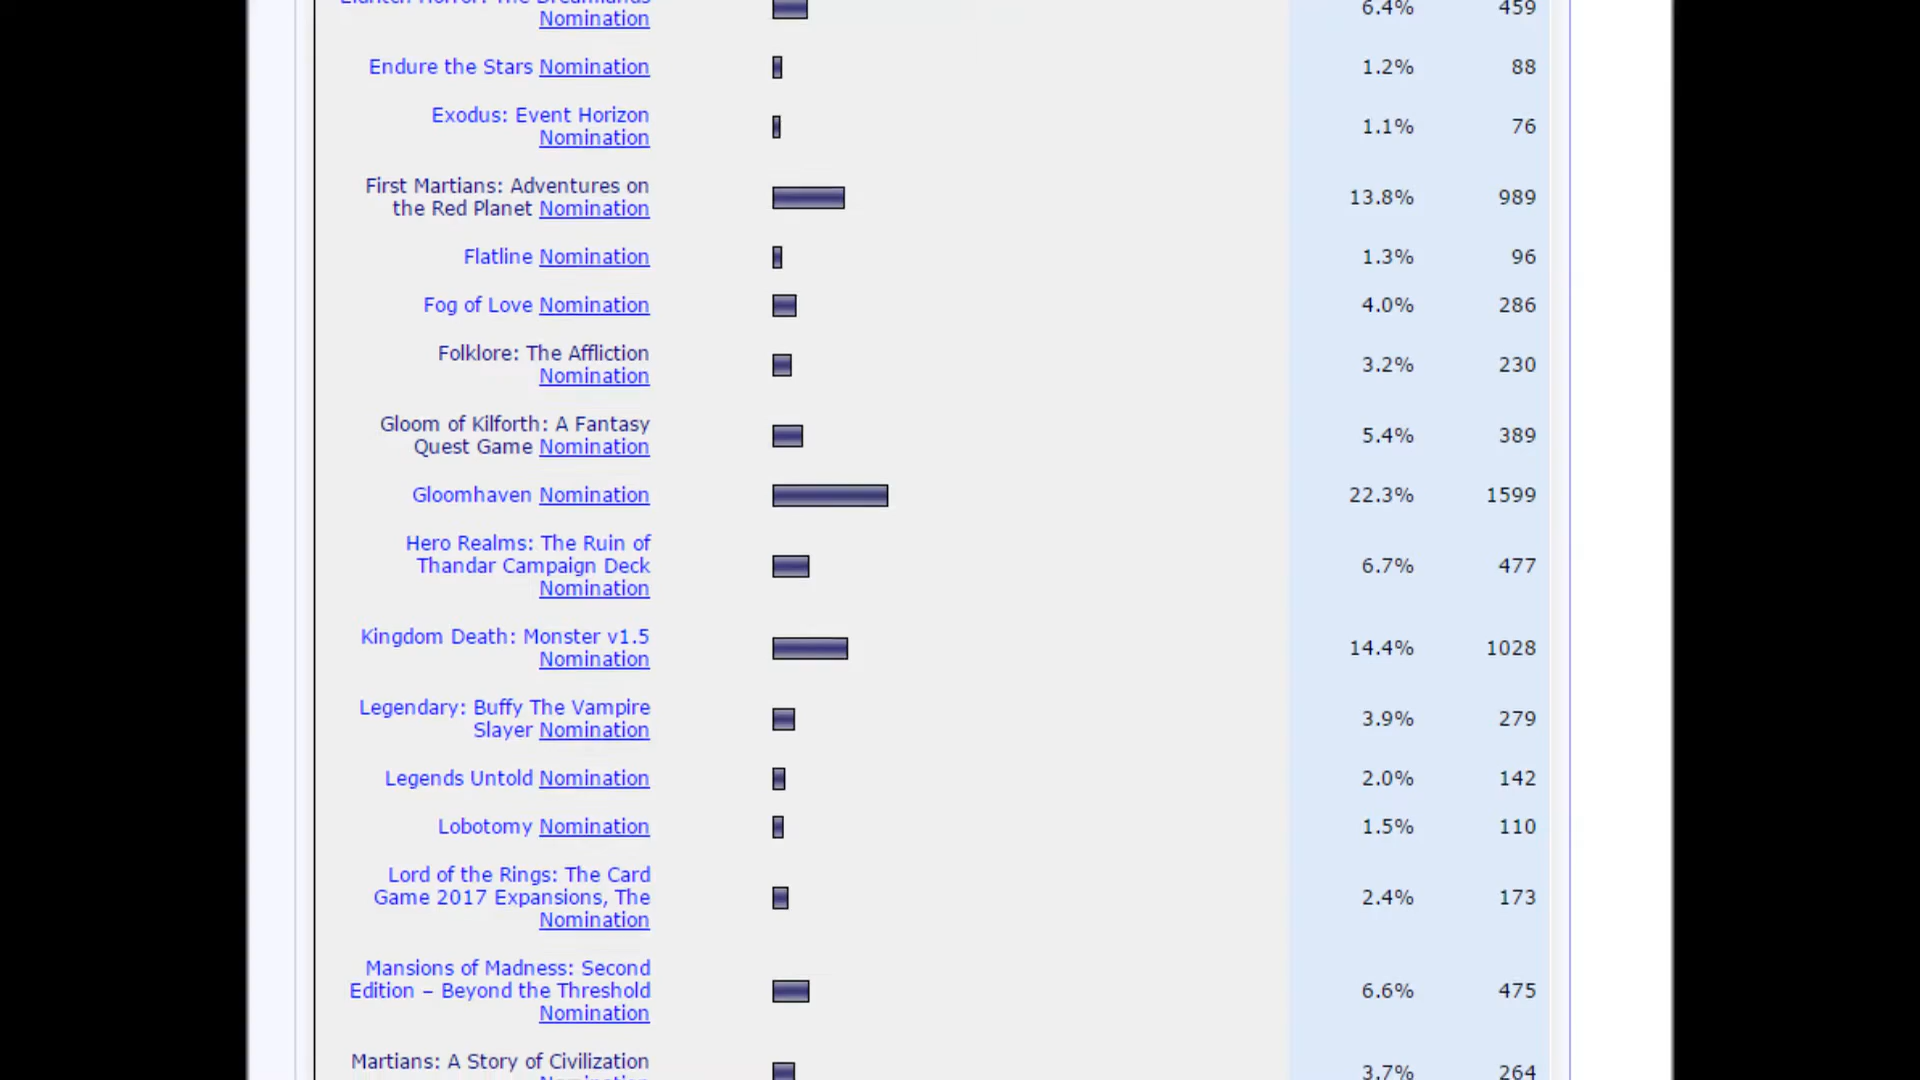 Eldritch Horror: The Dreamlands
Nomination 6.4% 459
Endure the Stars Nomination 1.2% 88
Exodus: Event Horizon
Nomination 1.1% 76
First Martians: Adventures on
the Red Planet Nomination 13.8% 989
Flatline Nomination 1.3% 96
Fog of Love Nomination 4.0% 286
Folklore: The Affliction
Nomination 3.2% 230
Gloom of Kilforth: A Fantasy
Quest Game Nomination 5.4% 389
Gloomhaven Nomination 22.3% 1599
Hero Realms: The Ruin of
Thandar Campaign Deck 6.7% 477
Nomination
Kingdom Death: Monster v1.5
Nomination 14.4% 1028
Legendary: Buffy The Vampire
Slayer Nomination 3.9% 279
Legends Untold Nomination 2.0% 142
Lobotomy Nomination 1.5% 110
Lord of the Rings: The Card
Game 2017 Expansions, The 2.4% 173
Nomination
Mansions of Madness: Second
Edition – Beyond the Threshold 6.6% 475
Nomination
Martians: A Story of Civilization
Nomination 3.7% 264